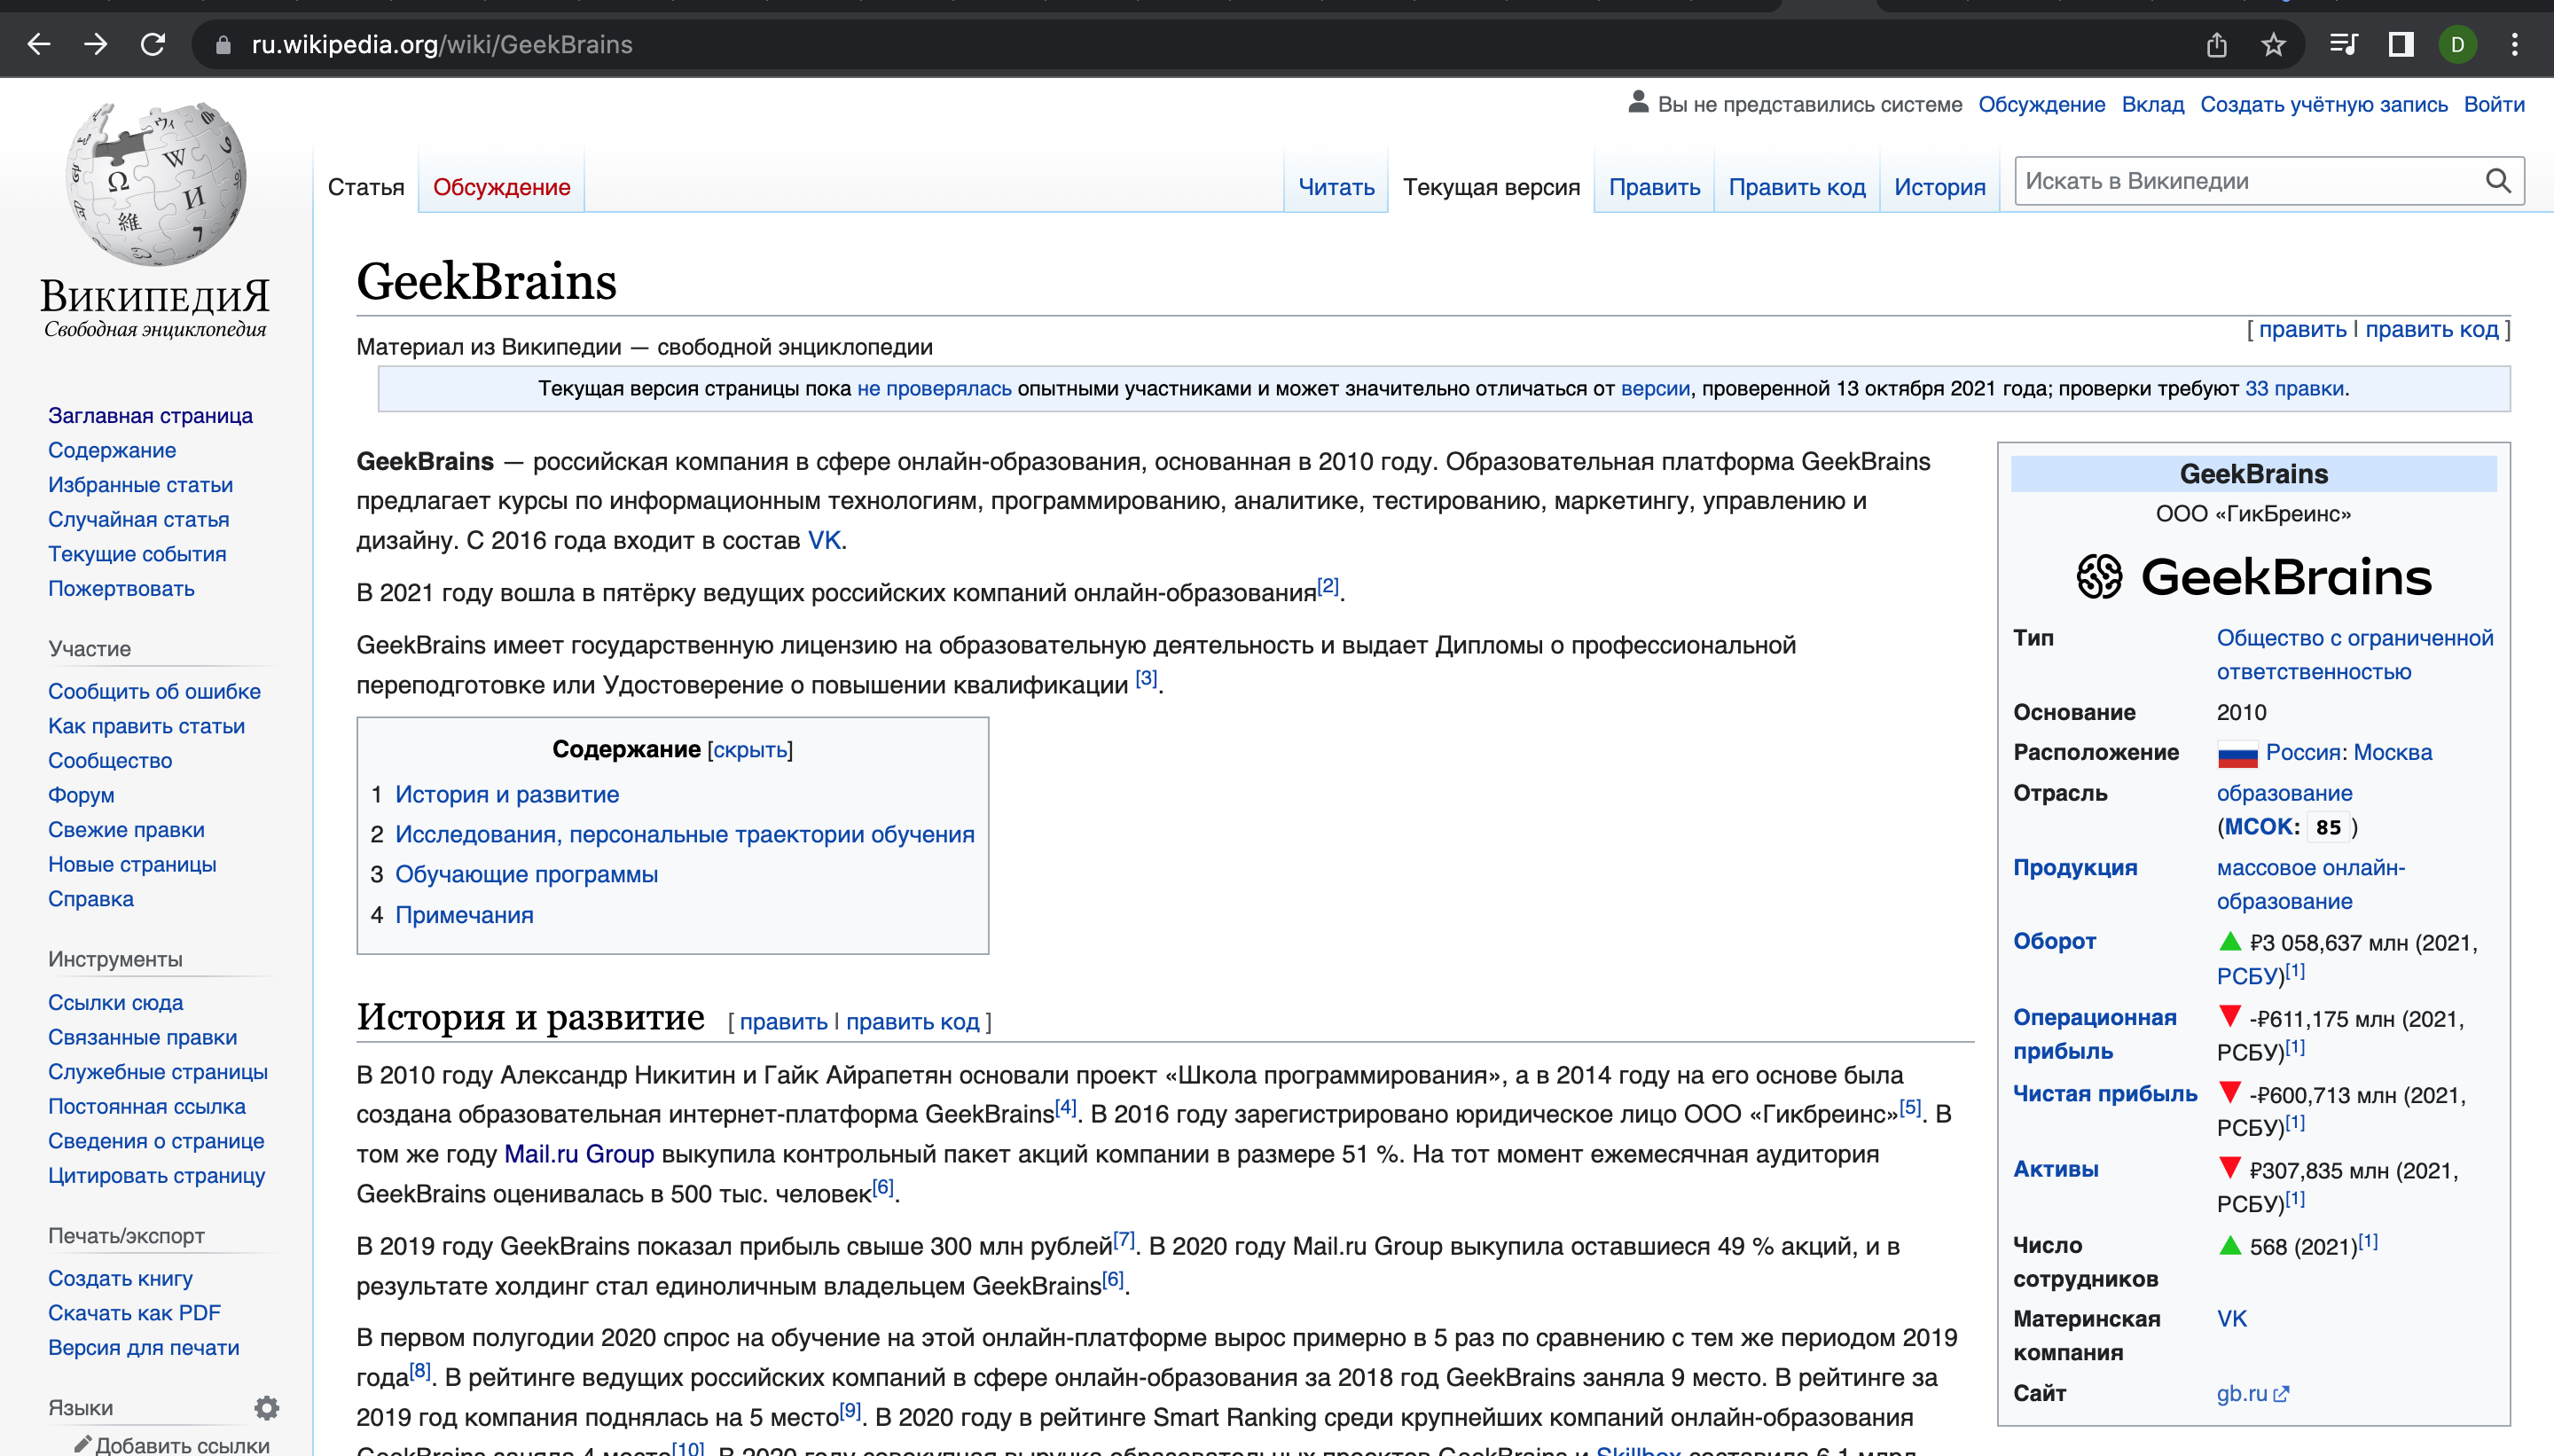 ru.wikipedia.org/wiki/GeekBrains
D
Вы не представились системе Обсуждение Вклад Создать учётную запись Войти
Статья Обсуждение Читать Текущая версия Править Править код История Искать в Википедии
ВикипедиЯ
Свободная энциклопедия
Заглавная страница
Содержание
Избранные статьи
Случайная статья
Текущие события
Пожертвовать
Участие
Сообщить об ошибке
Как править статьи
Сообщество
Форум
Свежие правки
Новые страницы
Справка
Инструменты
Ссылки сюда
Связанные правки
Служебные страницы
Постоянная ссылка
Сведения о странице
Цитировать страницу
Печать/экспорт
Создать книгу
Скачать как PDF
Версия для печати
Языки
Добавить ссылки
GeekBrains
[ править | править код ]
Материал из Википедии — свободной энциклопедии
Текущая версия страницы пока не проверялась опытными участниками и может значительно отличаться от версии, проверенной 13 октября 2021 года; проверки требуют 33 правки.
GeekBrains — российская компания в сфере онлайн-образования, основанная в 2010 году. Образовательная платформа GeekBrains
предлагает курсы по информационным технологиям, программированию, аналитике, тестированию, маркетингу, управлению и
дизайну. С 2016 года входит в состав VK.
В 2021 году вошла в пятёрку ведущих российских компаний онлайн-образования[2].
GeekBrains имеет государственную лицензию на образовательную деятельность и выдает Дипломы о профессиональной
переподготовке или Удостоверение о повышении квалификации [3].
Содержание [скрыть]
1 История и развитие
2 Исследования, персональные траектории обучения
3 Обучающие программы
4 Примечания
История и развитие [ править | править код ]
В 2010 году Александр Никитин и Гайк Айрапетян основали проект «Школа программирования», а в 2014 году на его основе была
создана образовательная интернет-платформа GeekBrains[4]. В 2016 году зарегистрировано юридическое лицо ООО «Гикбреинс»[5]. В
том же году Mail.ru Group выкупила контрольный пакет акций компании в размере 51 %. На тот момент ежемесячная аудитория
GeekBrains оценивалась в 500 тыс. человек[6].
В 2019 году GeekBrains показал прибыль свыше 300 млн рублей[7]. В 2020 году Mail.ru Group выкупила оставшиеся 49 % акций, и в
результате холдинг стал единоличным владельцем GeekBrains[6].
В первом полугодии 2020 спрос на обучение на этой онлайн-платформе вырос примерно в 5 раз по сравнению с тем же периодом 2019
года[8]. В рейтинге ведущих российских компаний в сфере онлайн-образования за 2018 год GeekBrains заняла 9 место. В рейтинге за
2019 год компания поднялась на 5 место[9]. В 2020 году в рейтинге Smart Ranking среди крупнейших компаний онлайн-образования
GeekBrains заняла 4 место[10]. В 2020 году совокупная выручка образовательных проектов GeekBrains и Skillbox составила 6,1 млрд
GeekBrains
ООО «ГикБреинс»
GeekBrains
Тип Общество с ограниченной
ответственностью
Основание 2010
Расположение Россия: Москва
Отрасль образование
(МСОК: 85 )
Продукция массовое онлайн-
образование
Оборот ▲ ₽3 058,637 млн (2021,
РСБУ)[1]
Операционная ▼ -₽611,175 млн (2021,
прибыль РСБУ)[1]
Чистая прибыль ▼ -₽600,713 млн (2021,
РСБУ)[1]
Активы ▼ ₽307,835 млн (2021,
РСБУ)[1]
Число ▲ 568 (2021)[1]
сотрудников
Материнская VK
компания
Сайт gb.ru